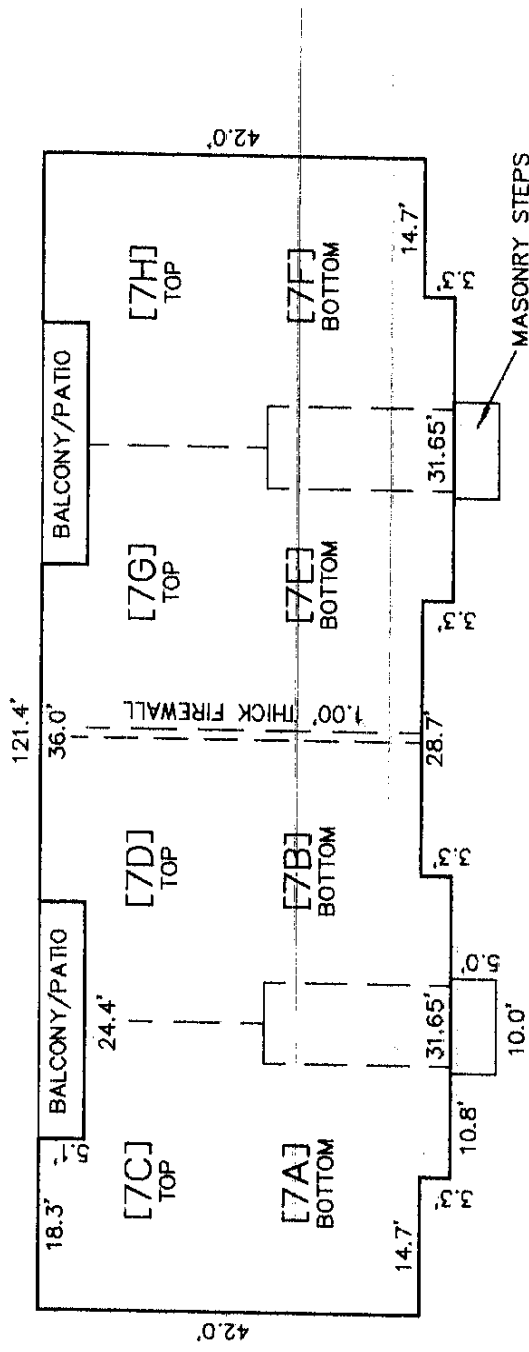 121.4'
BALCONY/PATIO
36.0'
BALCONY/PATIO
18.3'
5.1'
24.4'
42.0'
42.0'
[7C]
TOP
[7D]
TOP
[7G]
TOP
[7H]
TOP
1.00' THICK FIREWALL
[7A]
BOTTOM
[7B]
BOTTOM
[7E]
BOTTOM
[7F]
BOTTOM
14.7'
3.3'
10.8'
31.65'
5.0'
10.0'
3.3'
28.7'
3.3'
31.65'
3.3'
14.7'
MASONRY STEPS